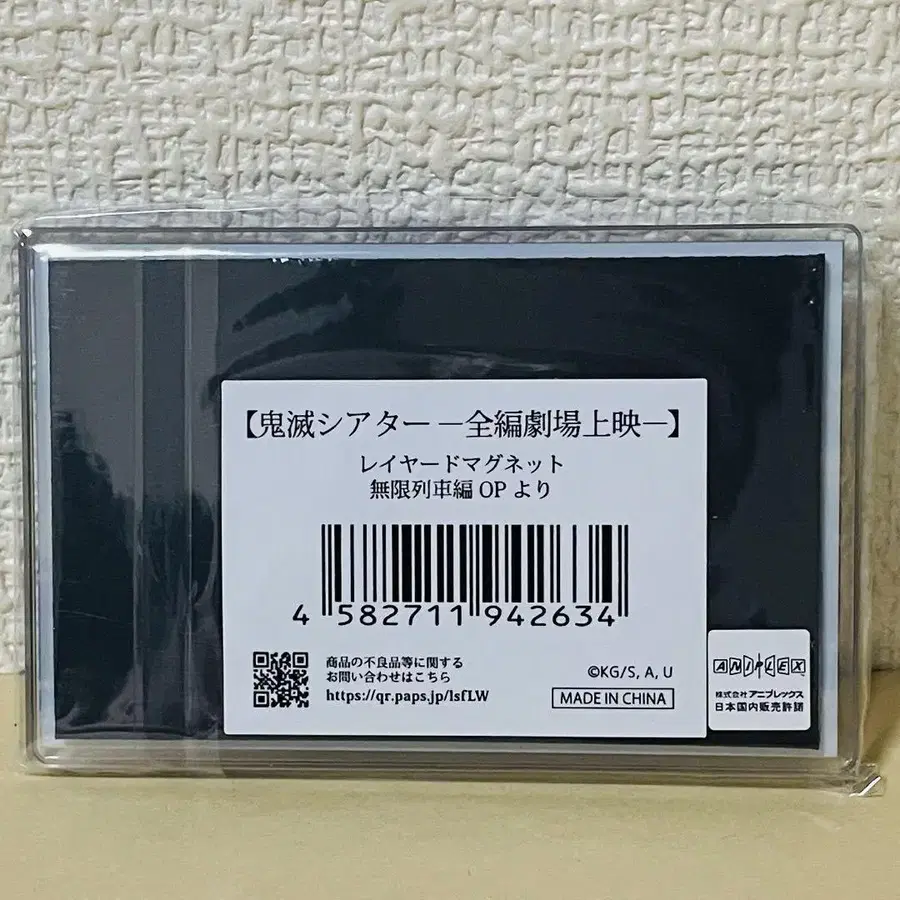 【鬼滅シアター ―全編劇場上映―】
レイヤードマグネット
無限列車編 OP より
4 582711 942634
商品の不良品等に関する
お問い合わせはこちら
https://qr.paps.jp/lsfLW
©KG/S, A, U
MADE IN CHINA
ANIPLEX
株式会社 アニプレックス
日本国内販売許諾